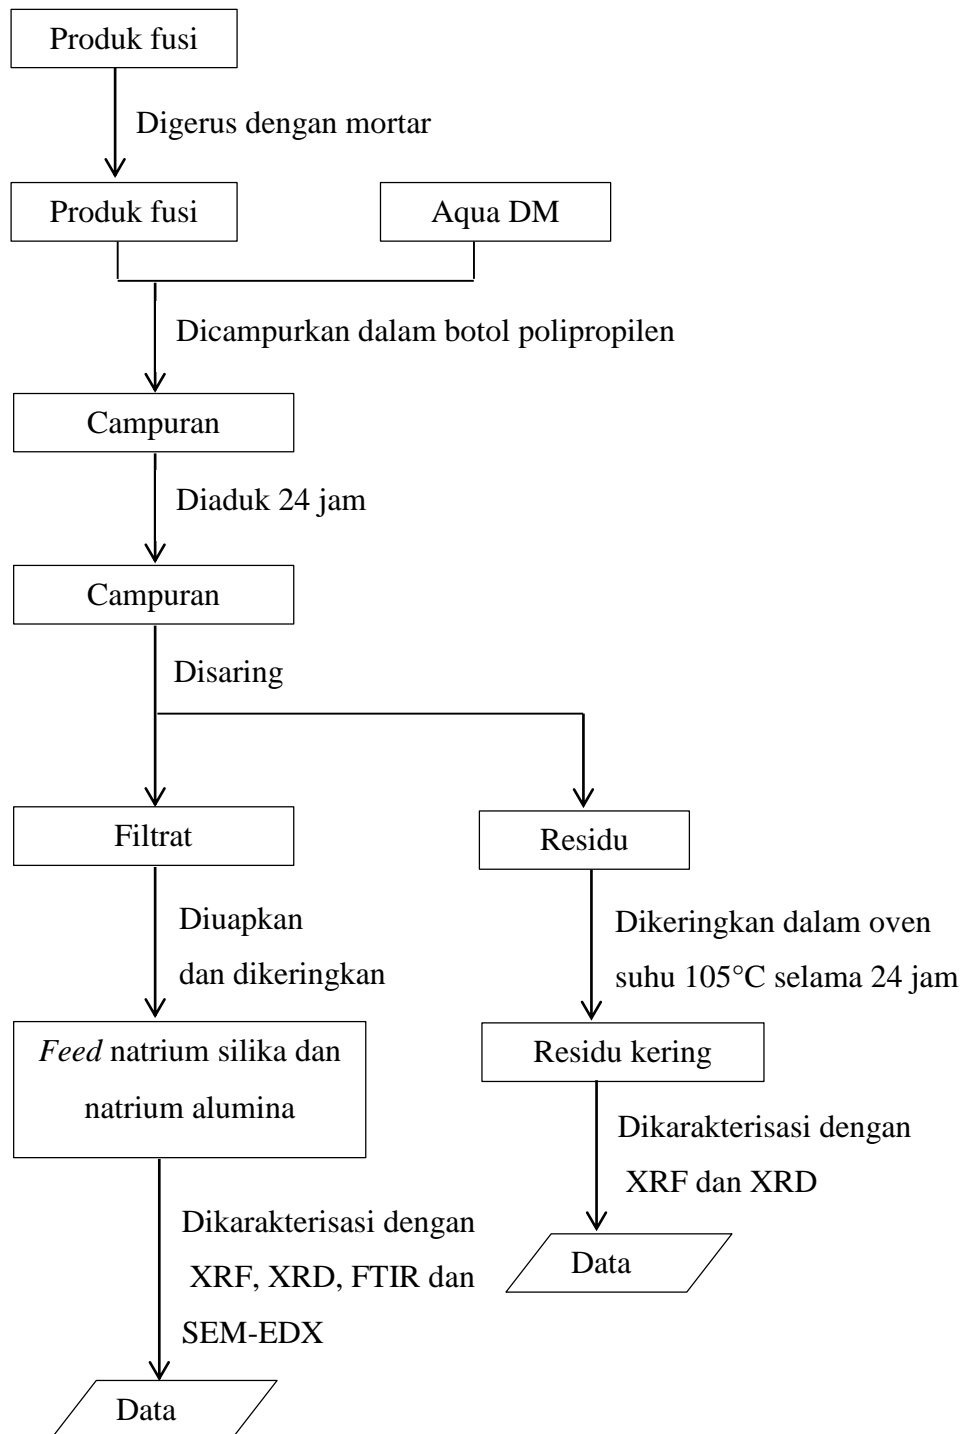 Produk fusi
Digerus dengan mortar
Produk fusi
Aqua DM
Dicampurkan dalam botol polipropilen
Campuran
Diaduk 24 jam
Campuran
Disaring
Filtrat
Residu
Diuapkan
dan dikeringkan
Dikeringkan dalam oven
suhu 105°C selama 24 jam
Feed natrium silika dan
natrium alumina
Residu kering
Dikarakterisasi dengan
XRF dan XRD
Dikarakterisasi dengan
XRF, XRD, FTIR dan
SEM-EDX
Data
Data